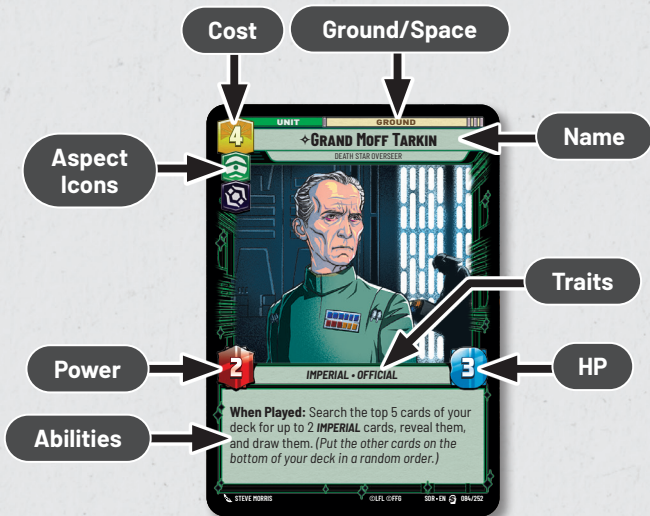 Cost
Ground/Space
UNIT
GROUND
4
GRAND MOFF TARKIN
Name
DEATH STAR OVERSEER
Aspect
Icons
Traits
Power
2
IMPERIAL • OFFICIAL
3
HP
Abilities
When Played: Search the top 5 cards of your
deck for up to 2 IMPERIAL cards, reveal them,
and draw them. (Put the other cards on the
bottom of your deck in a random order.)
STEVE MORRIS
©LFL ©FFG
SOR • EN
084/252